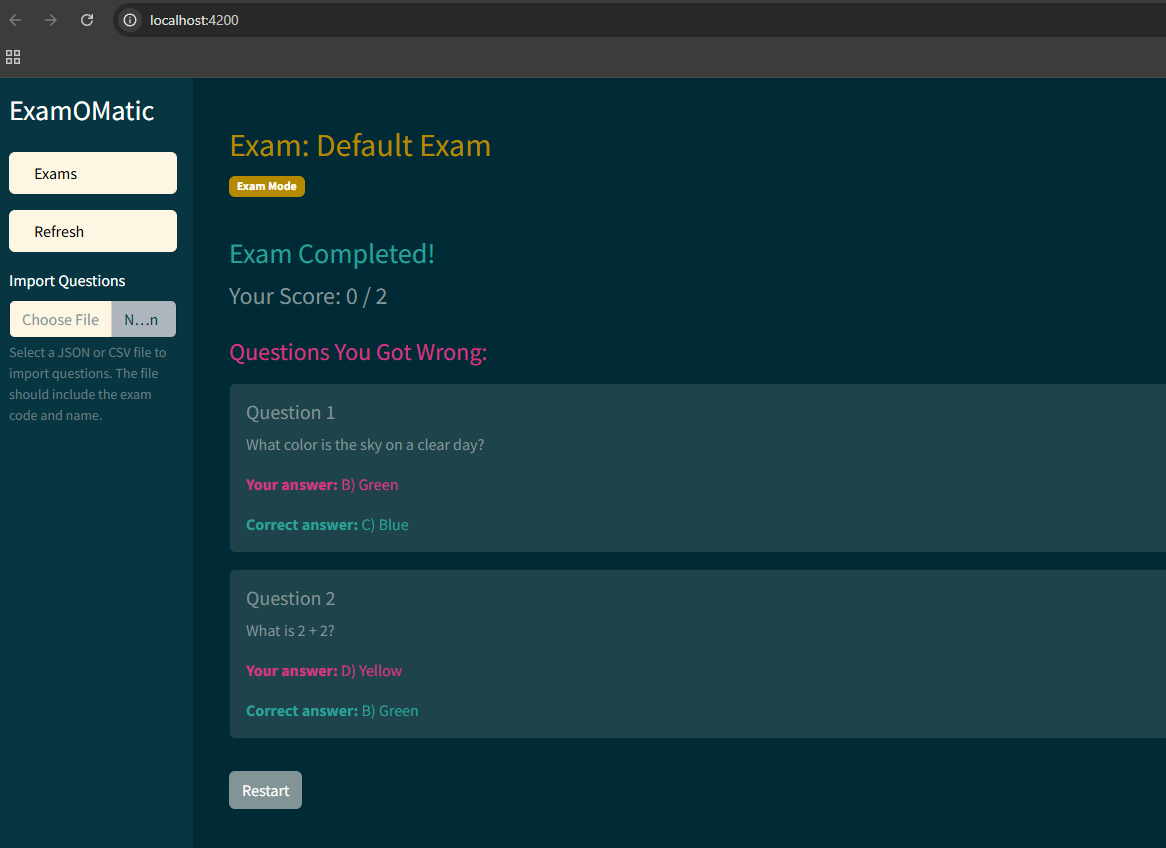 localhost:4200
ExamOMatic
Exams
Refresh
Import Questions
Choose File N...n
Select a JSON or CSV file to
import questions. The file
should include the exam
code and name.
Exam: Default Exam
Exam Mode
Exam Completed!
Your Score: 0 / 2
Questions You Got Wrong:
Question 1
What color is the sky on a clear day?
Your answer: B) Green
Correct answer: C) Blue
Question 2
What is 2 + 2?
Your answer: D) Yellow
Correct answer: B) Green
Restart